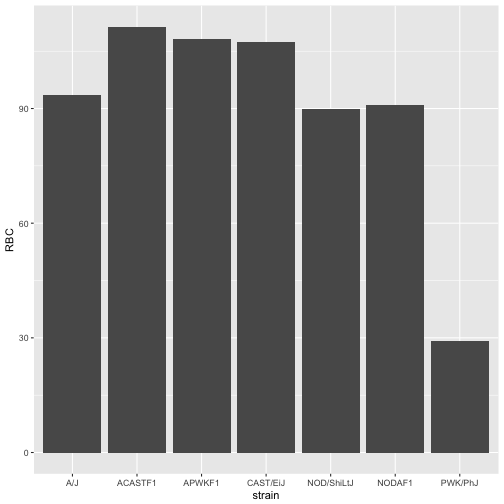 RBC
90
60
30
0
A/J ACASTF1 APWKF1 CAST/EiJ NOD/ShiLtJ NODAF1 PWK/PhJ
strain